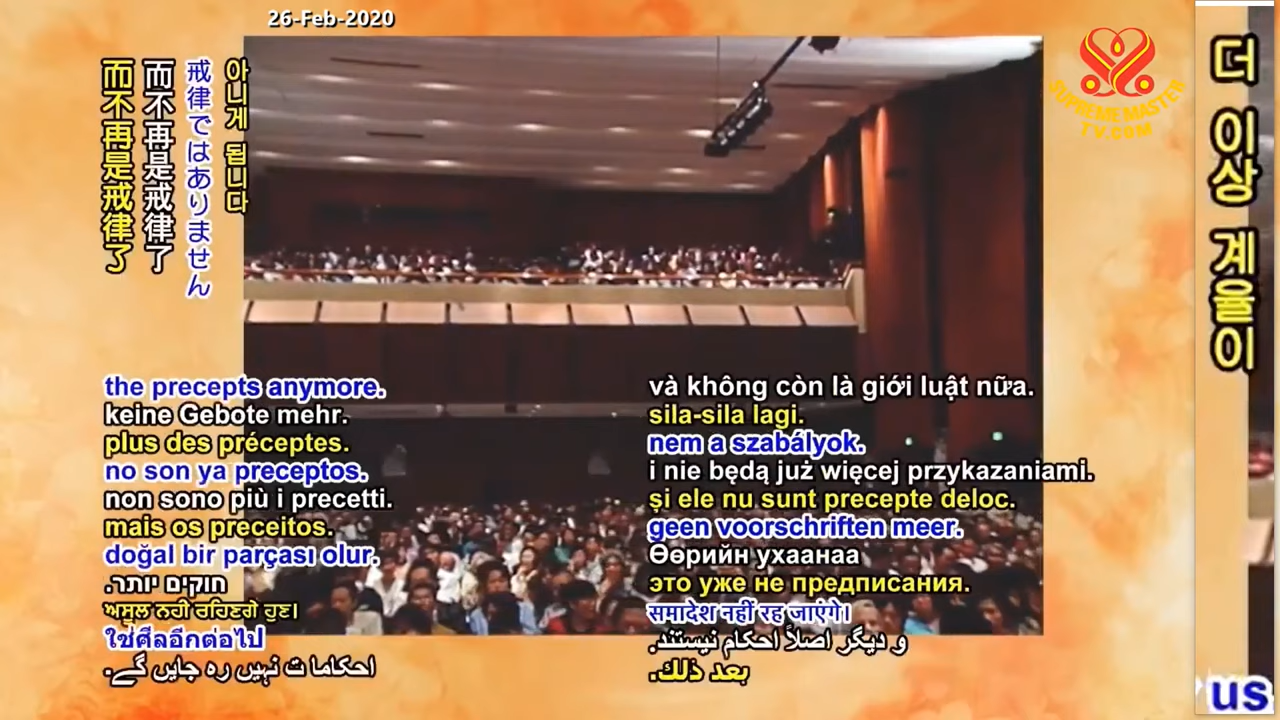 26-Feb-2020
SUPREME MASTER
TV.COM
더 이상 계율이
아니게 됩니다
戒律ではありません
而不再是戒律了
而不再是戒律了
the precepts anymore.
keine Gebote mehr.
plus des préceptes.
no son ya preceptos.
non sono più i precetti.
mais os preceitos.
doğal bir parçası olur.
חוקים יותר.
ਅਸੂਲ ਨਹੀ ਰਹਿਣਗੇ ਹੁਣ।
ใช่ศีลอีกต่อไป
احکاما ت نہیں رہ جایں گے.
và không còn là giới luật nữa.
sila-sila lagi.
nem a szabályok.
i nie będą już więcej przykazaniami.
și ele nu sunt precepte deloc.
geen voorschriften meer.
Өөрийн ухаанаа
это уже не предписания.
समादेश नहीं रह जाएंगे।
و دیگر اصلاً احکام نیستند.
بعد ذلك.
us